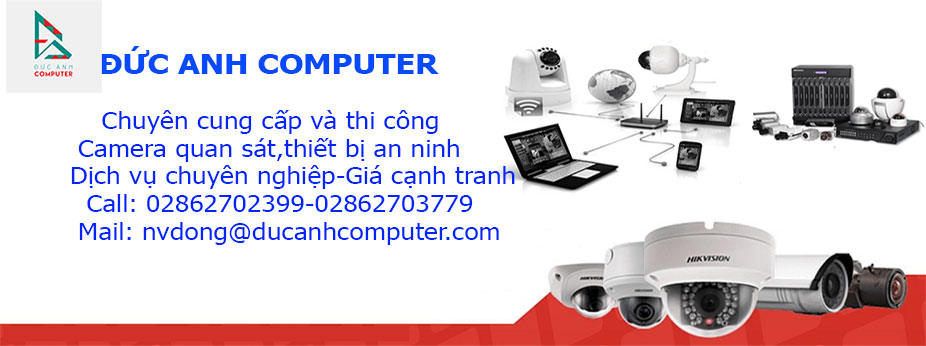 ĐỨC ANH
COMPUTER
ĐỨC ANH COMPUTER
Chuyên cung cấp và thi công
Camera quan sát,thiết bị an ninh
Dịch vụ chuyên nghiệp-Giá cạnh tranh
Call: 02862702399-02862703779
Mail: nvdong@ducanhcomputer.com
HIKVISION
HIKVISION